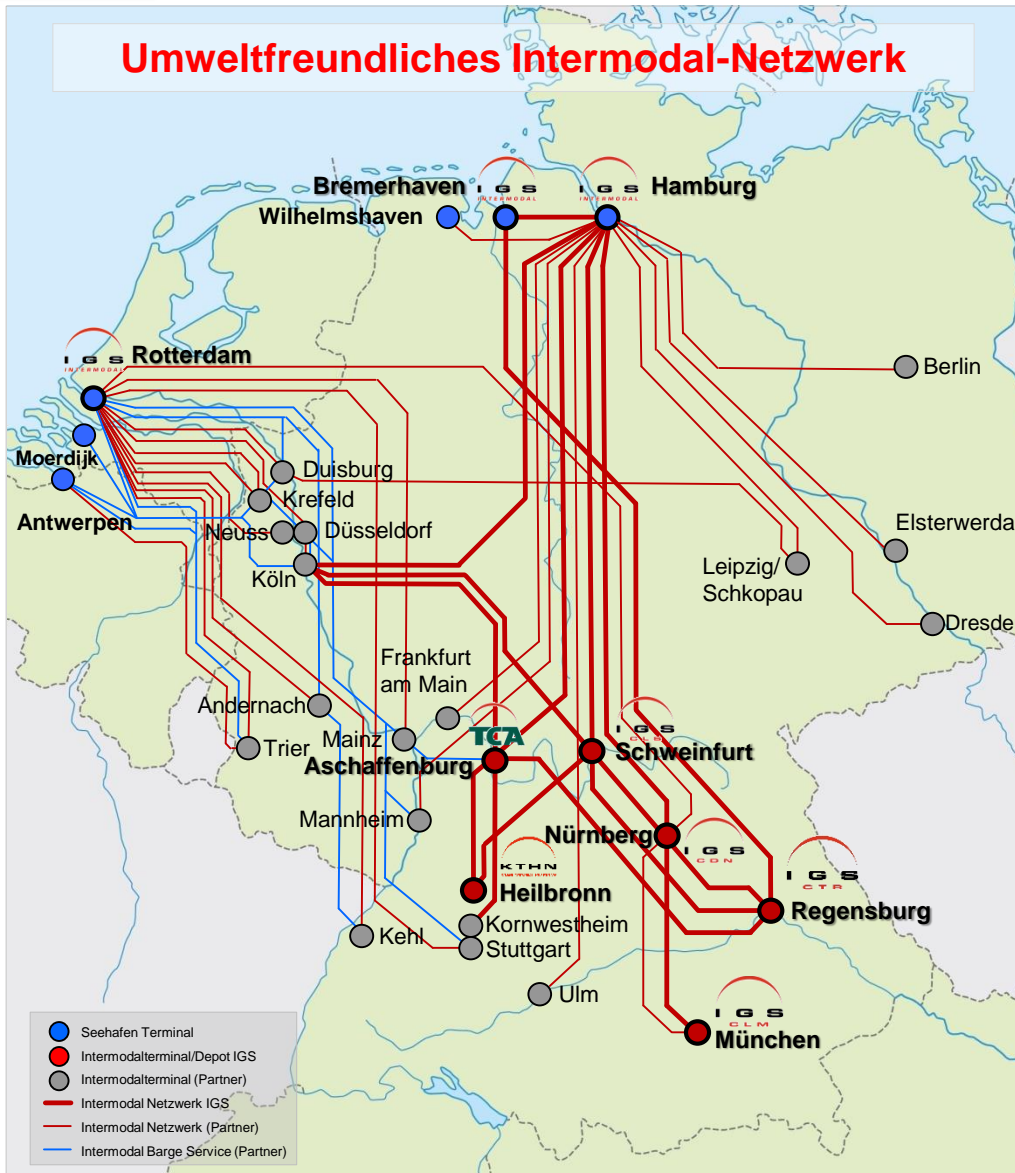 Umweltfreundliches Intermodal-Netzwerk
Bremerhaven
IGS
INTERMODAL
IGS
INTERMODAL
Hamburg
Wilhelmshaven
IGS
INTERMODAL
Rotterdam
Berlin
Moerdijk
Duisburg
Krefeld
Antwerpen
Neuss
Düsseldorf
Elsterwerda
Köln
Leipzig/
Schkopau
Dresde
Frankfurt
am Main
Andernach
TCA
IGS
CLS
Mainz
Trier
Schweinfurt
Aschaffenburg
Mannheim
Nürnberg
IGS
CDN
KTHN
IGS
CTR
Heilbronn
Regensburg
Kornwestheim
Kehl
Stuttgart
Ulm
IGS
CLM
München
Seehafen Terminal
Intermodalterminal/Depot IGS
Intermodalterminal (Partner)
Intermodal Netzwerk IGS
Intermodal Netzwerk (Partner)
Intermodal Barge Service (Partner)